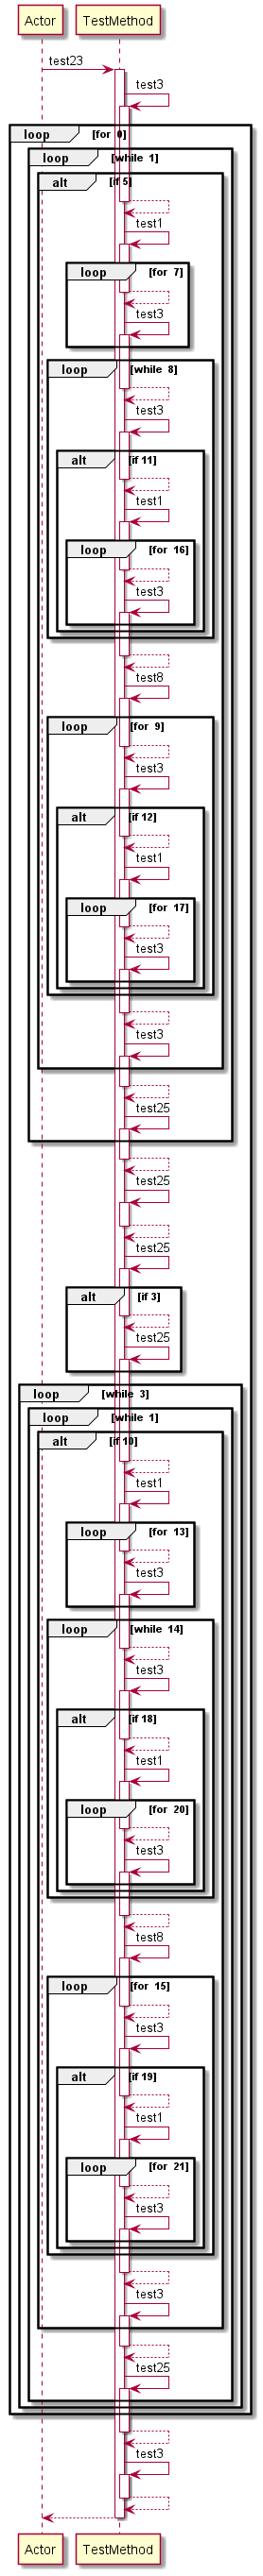 Actor TestMethod
test23
test3
loop [for 0]
loop [while 1]
alt [if 5]
test1
loop [for 7]
test3
loop [while 8]
test3
alt [if 11]
test1
loop [for 16]
test3
test8
loop [for 9]
test3
alt [if 12]
test1
loop [for 17]
test3
test3
test25
test25
test25
alt [if 3]
test25
loop [while 3]
loop [while 1]
alt [if 10]
test1
loop [for 13]
test3
loop [while 14]
test3
alt [if 18]
test1
loop [for 20]
test3
test8
loop [for 15]
test3
alt [if 19]
test1
loop [for 21]
test3
test3
test25
test3
Actor TestMethod